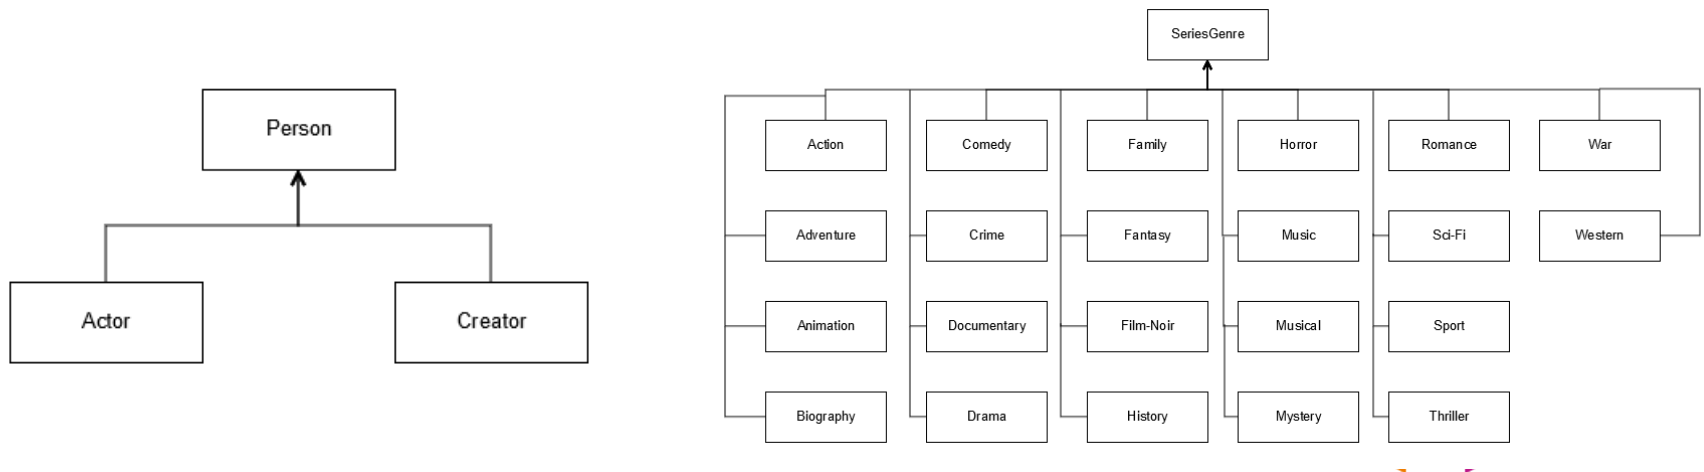 Person
Actor
Creator
SeriesGenre
Action
Comedy
Family
Horror
Romance
War
Adventure
Crime
Fantasy
Music
Sci-Fi
Western
Animation
Documentary
Film-Noir
Musical
Sport
Biography
Drama
History
Mystery
Thriller